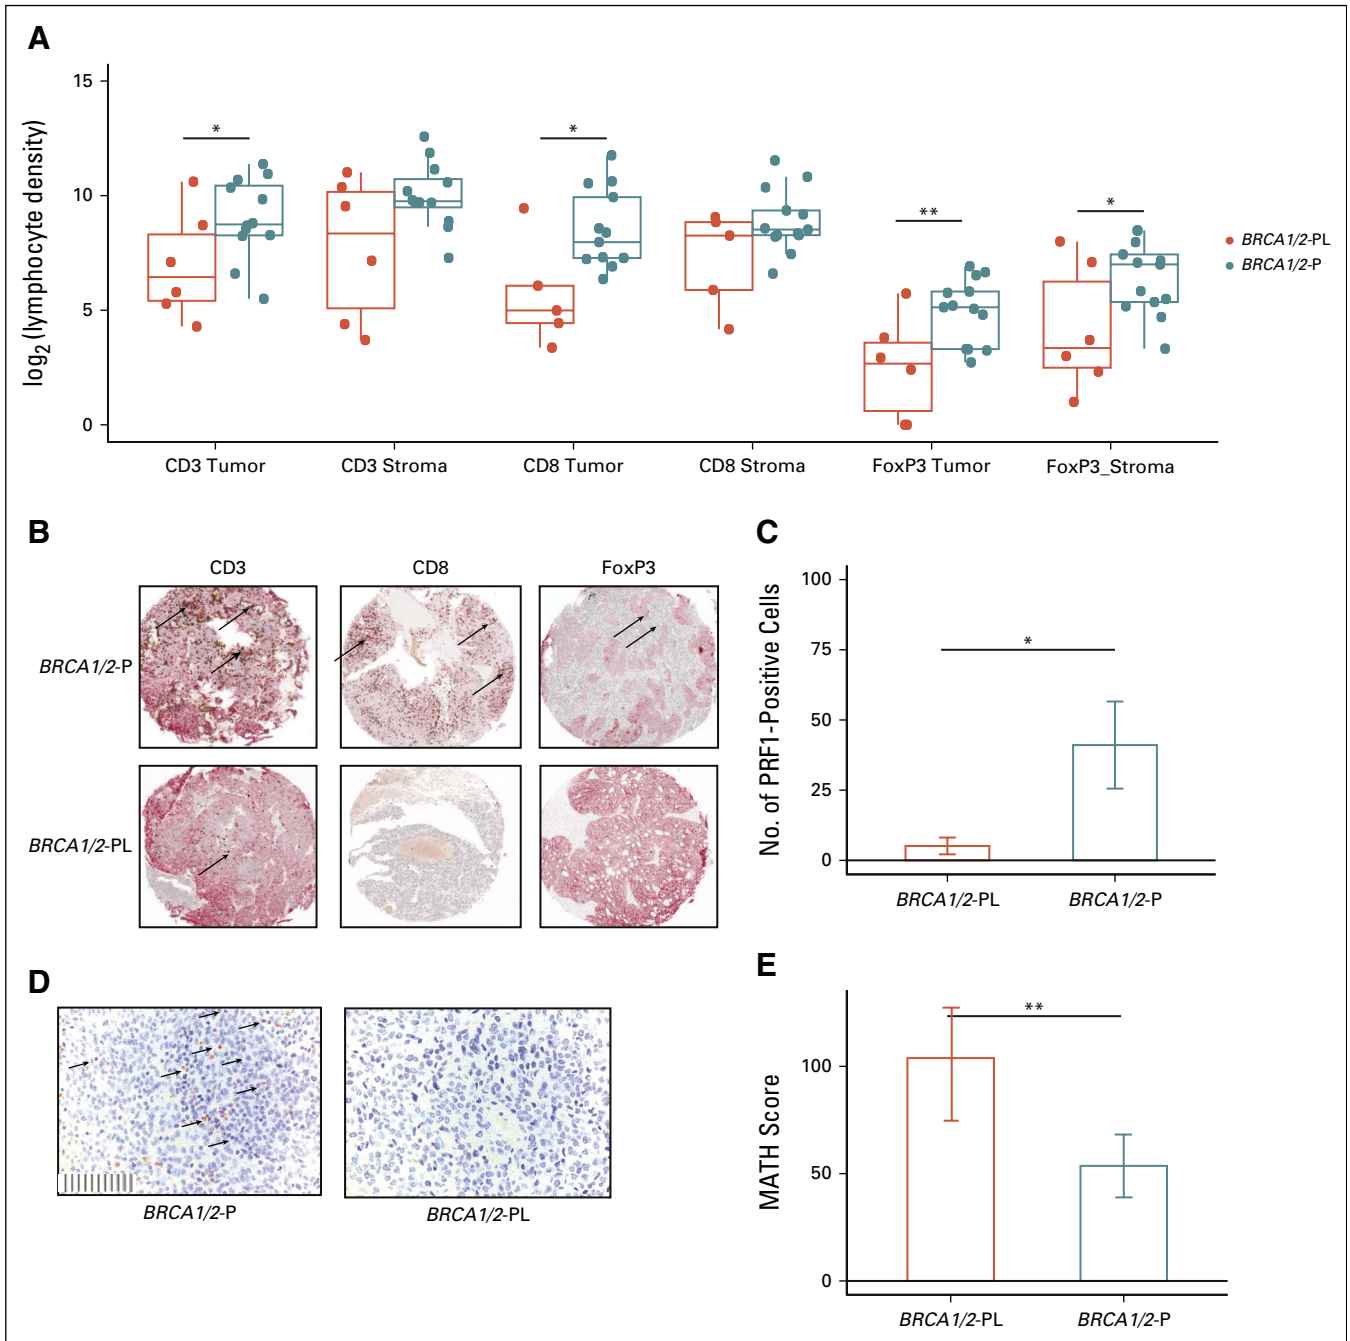 A
log2 (lymphocyte density)
15
10
5
0
*
*
**
*
CD3 Tumor
CD3 Stroma
CD8 Tumor
CD8 Stroma
FoxP3 Tumor
FoxP3_Stroma
BRCA1/2-PL
BRCA1/2-P
B
CD3
CD8
FoxP3
BRCA1/2-P
BRCA1/2-PL
C
No. of PRF1-Positive Cells
100
75
50
25
0
*
BRCA1/2-PL
BRCA1/2-P
D
BRCA1/2-P
BRCA1/2-PL
E
MATH Score
100
50
0
**
BRCA1/2-PL
BRCA1/2-P